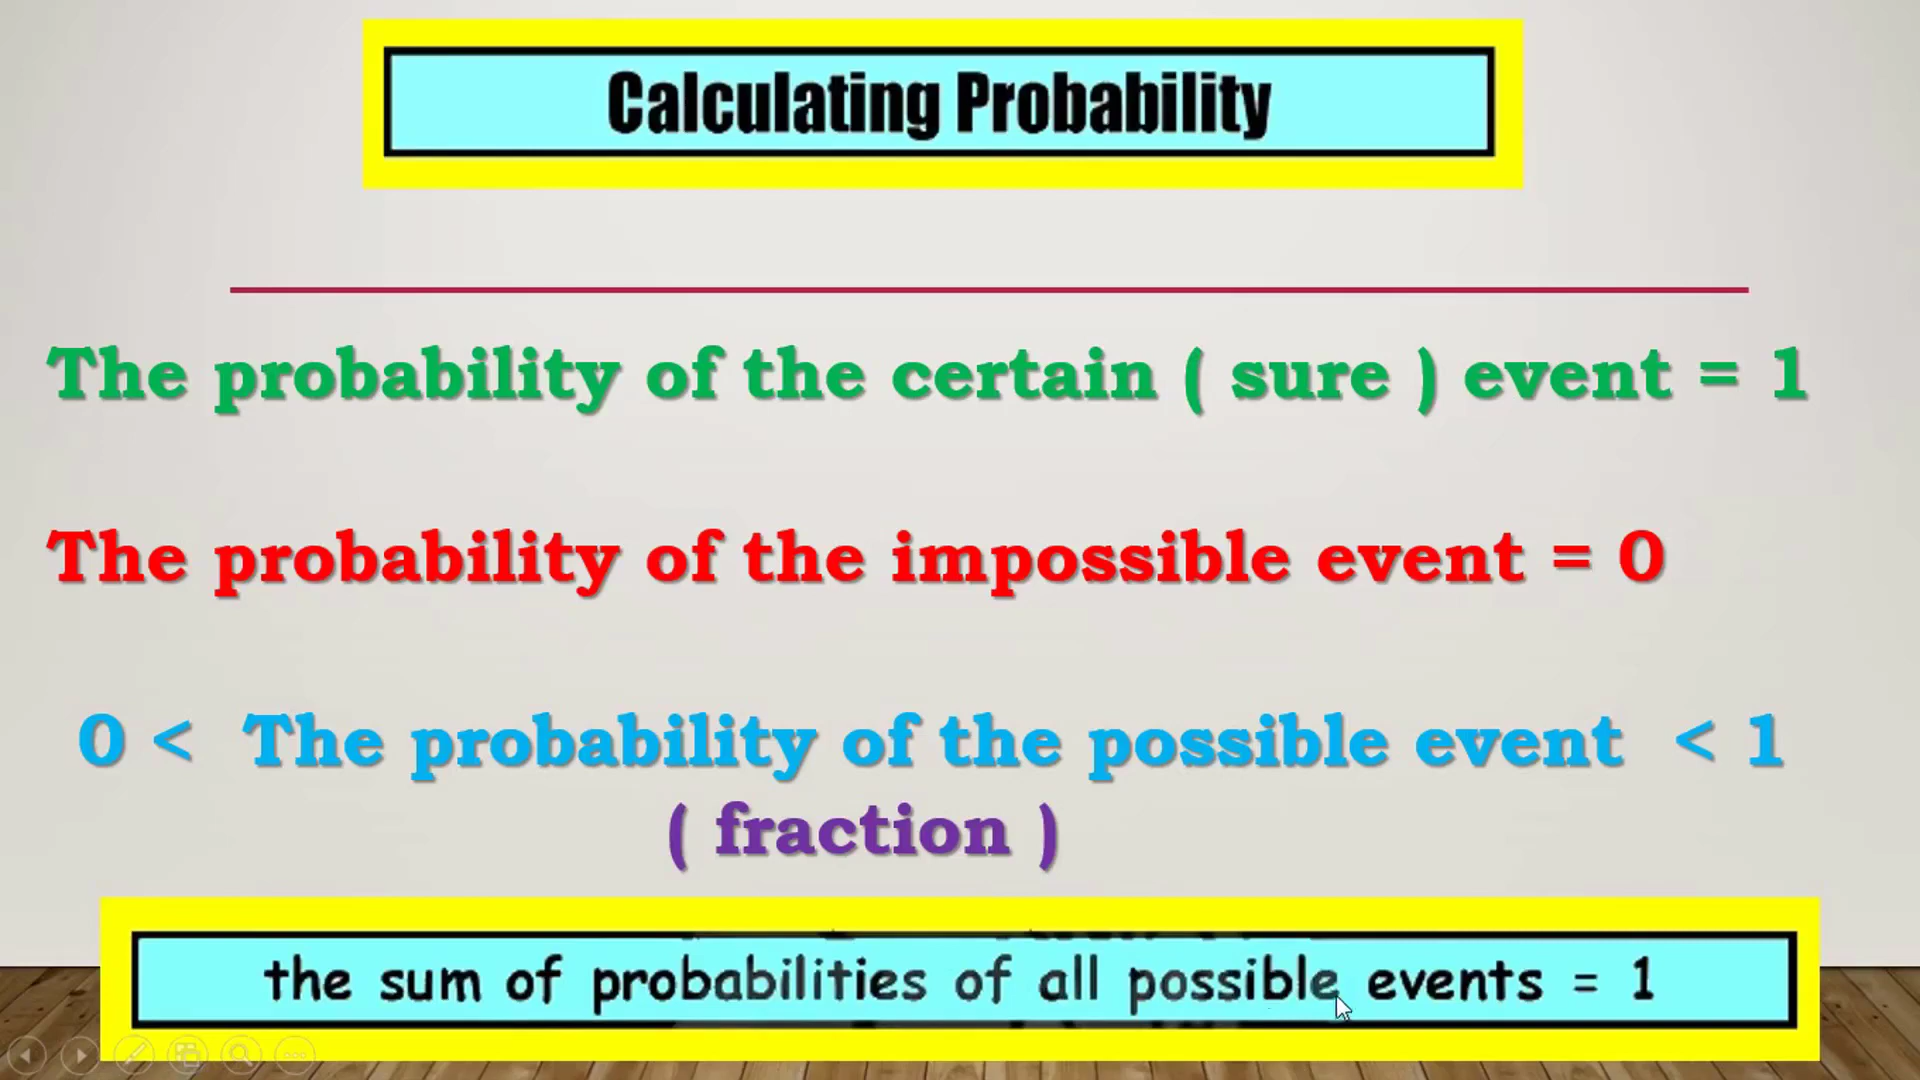 Calculating Probability
The probability of the certain ( sure ) event = 1
The probability of the impossible event = 0
0 < The probability of the possible event < 1
( fraction )
the sum of probabilities of all possible events = 1